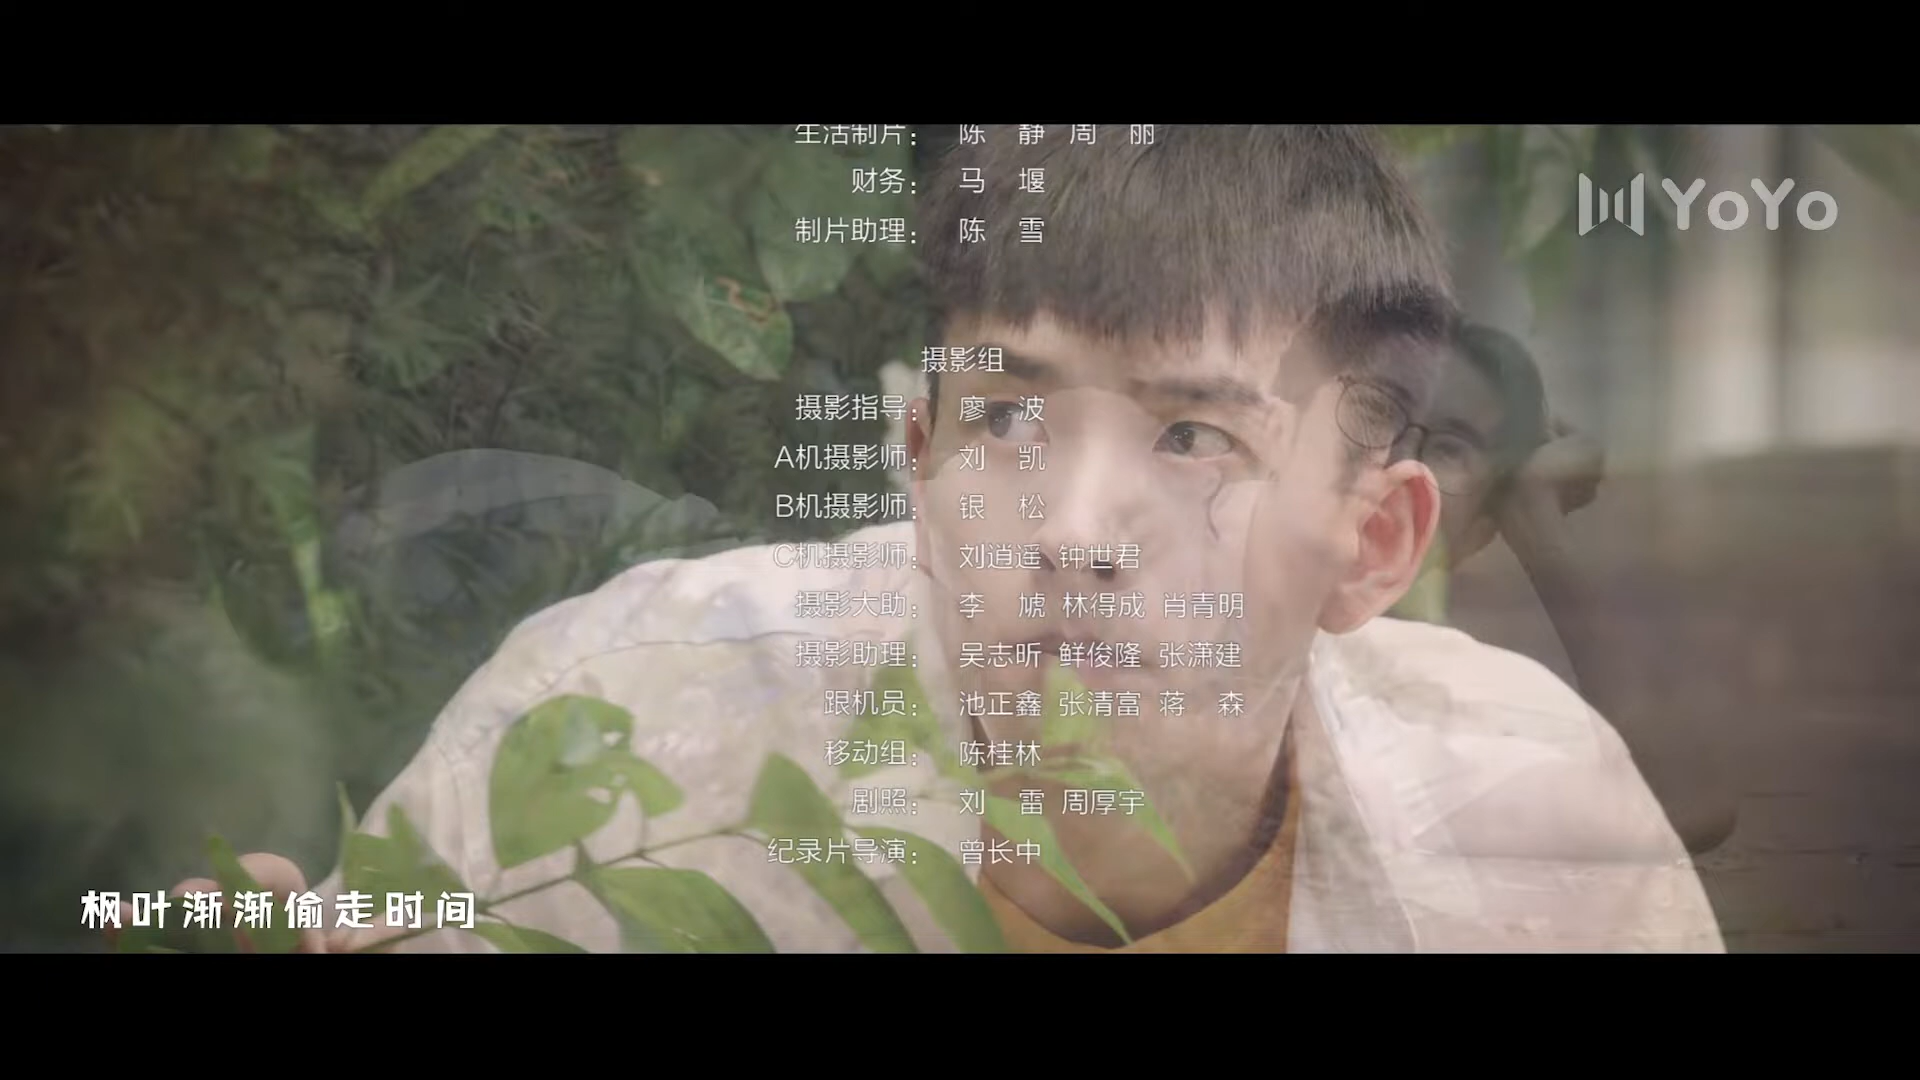 生活制片： 陈 静 周 丽
财务： 马 堰
YoYo
制片助理： 陈 雪
摄影组
摄影指导： 廖 波
A机摄影师： 刘 凯
B机摄影师： 银 松
C机摄影师： 刘逍遥 钟世君
摄影大助： 李 虓 林得成 肖青明
摄影助理： 吴志昕 鲜俊隆 张潇建
跟机员： 池正鑫 张清富 蒋 森
移动组： 陈桂林
剧照： 刘 雷 周厚宇
纪录片导演： 曾长中
枫叶渐渐偷走时间